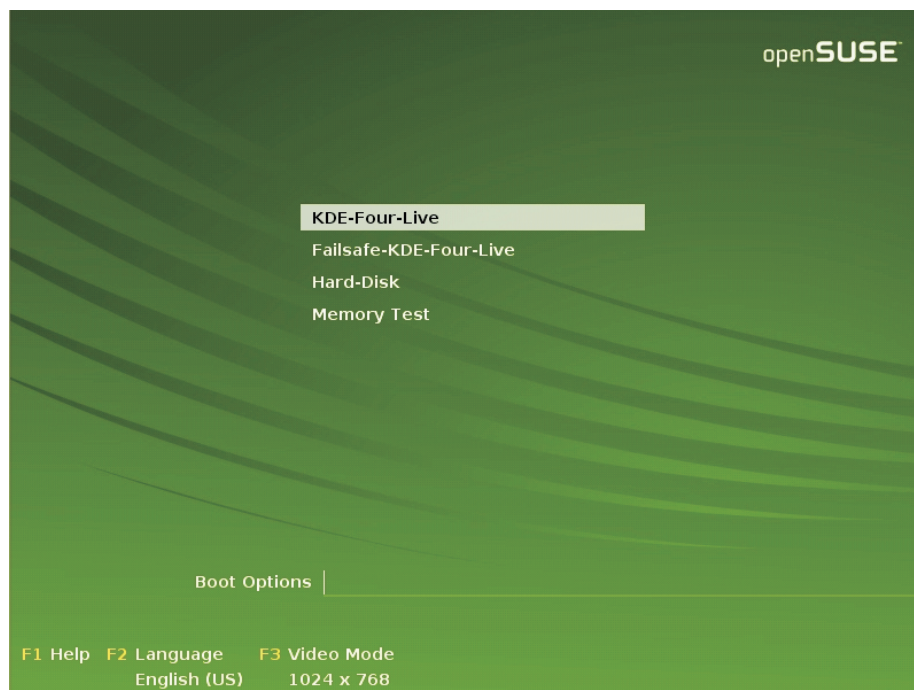 openSUSE
KDE-Four-Live
Failsafe-KDE-Four-Live
Hard-Disk
Memory Test
Boot Options
F1 Help F2 Language F3 Video Mode
English (US) 1024 x 768